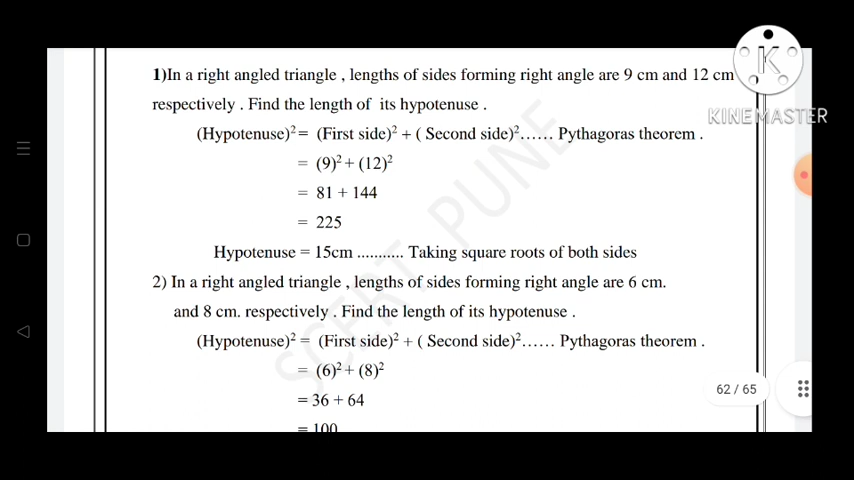 1)In a right angled triangle , lengths of sides forming right angle are 9 cm and 12 cm
respectively . Find the length of its hypotenuse .
(Hypotenuse)² = (First side)² + ( Second side)²…… Pythagoras theorem .
= (9)² + (12)²
= 81 + 144
= 225
Hypotenuse = 15cm ........... Taking square roots of both sides
2) In a right angled triangle , lengths of sides forming right angle are 6 cm.
and 8 cm. respectively . Find the length of its hypotenuse .
(Hypotenuse)² = (First side)² + ( Second side)²…… Pythagoras theorem .
= (6)² + (8)²
= 36 + 64
= 100
SCERT, PUNE
K
KINEMASTER
62 / 65